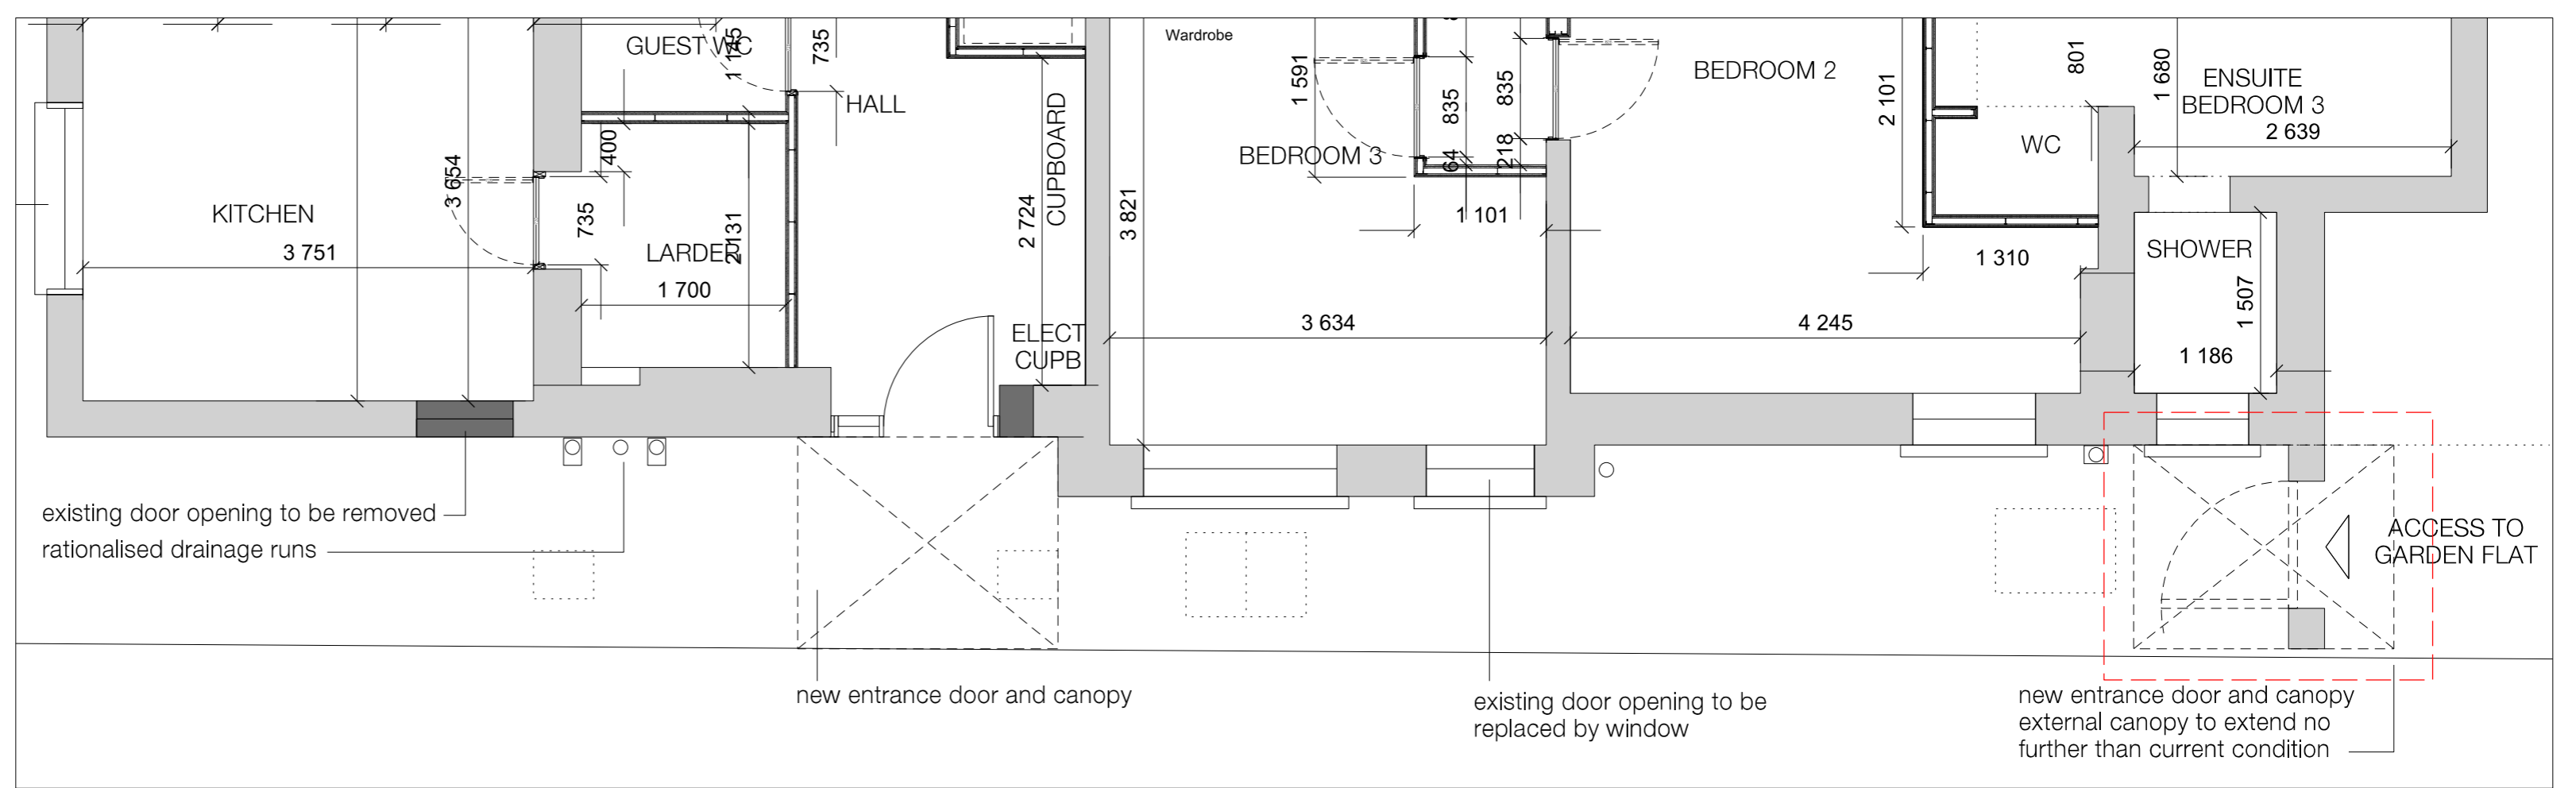 GUEST WC
1 145
735
HALL
CUPBOARD
Wardrobe
1 591
835
835
64
218
BEDROOM 3
BEDROOM 2
2 101
801
1 680
ENSUITE
BEDROOM 3
2 639
WC
KITCHEN
3 751
3 654
400
735
LARDER
2 131
1 700
2 724
ELECT
CUPB
3 821
1 101
3 634
4 245
1 310
SHOWER
1 507
1 186
existing door opening to be removed
rationalised drainage runs
new entrance door and canopy
existing door opening to be
replaced by window
ACCESS TO
GARDEN FLAT
new entrance door and canopy
external canopy to extend no
further than current condition